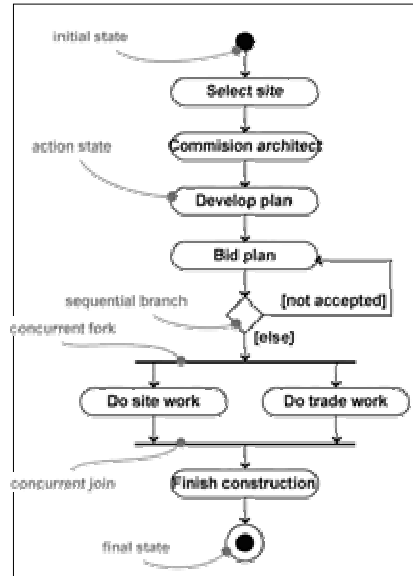 initial state
Select site
Commision architect
action state
Develop plan
Bid plan
sequential branch
[not accepted]
concurrent fork
[else]
Do site work
Do trade work
concurrent join
Finish construction
final state